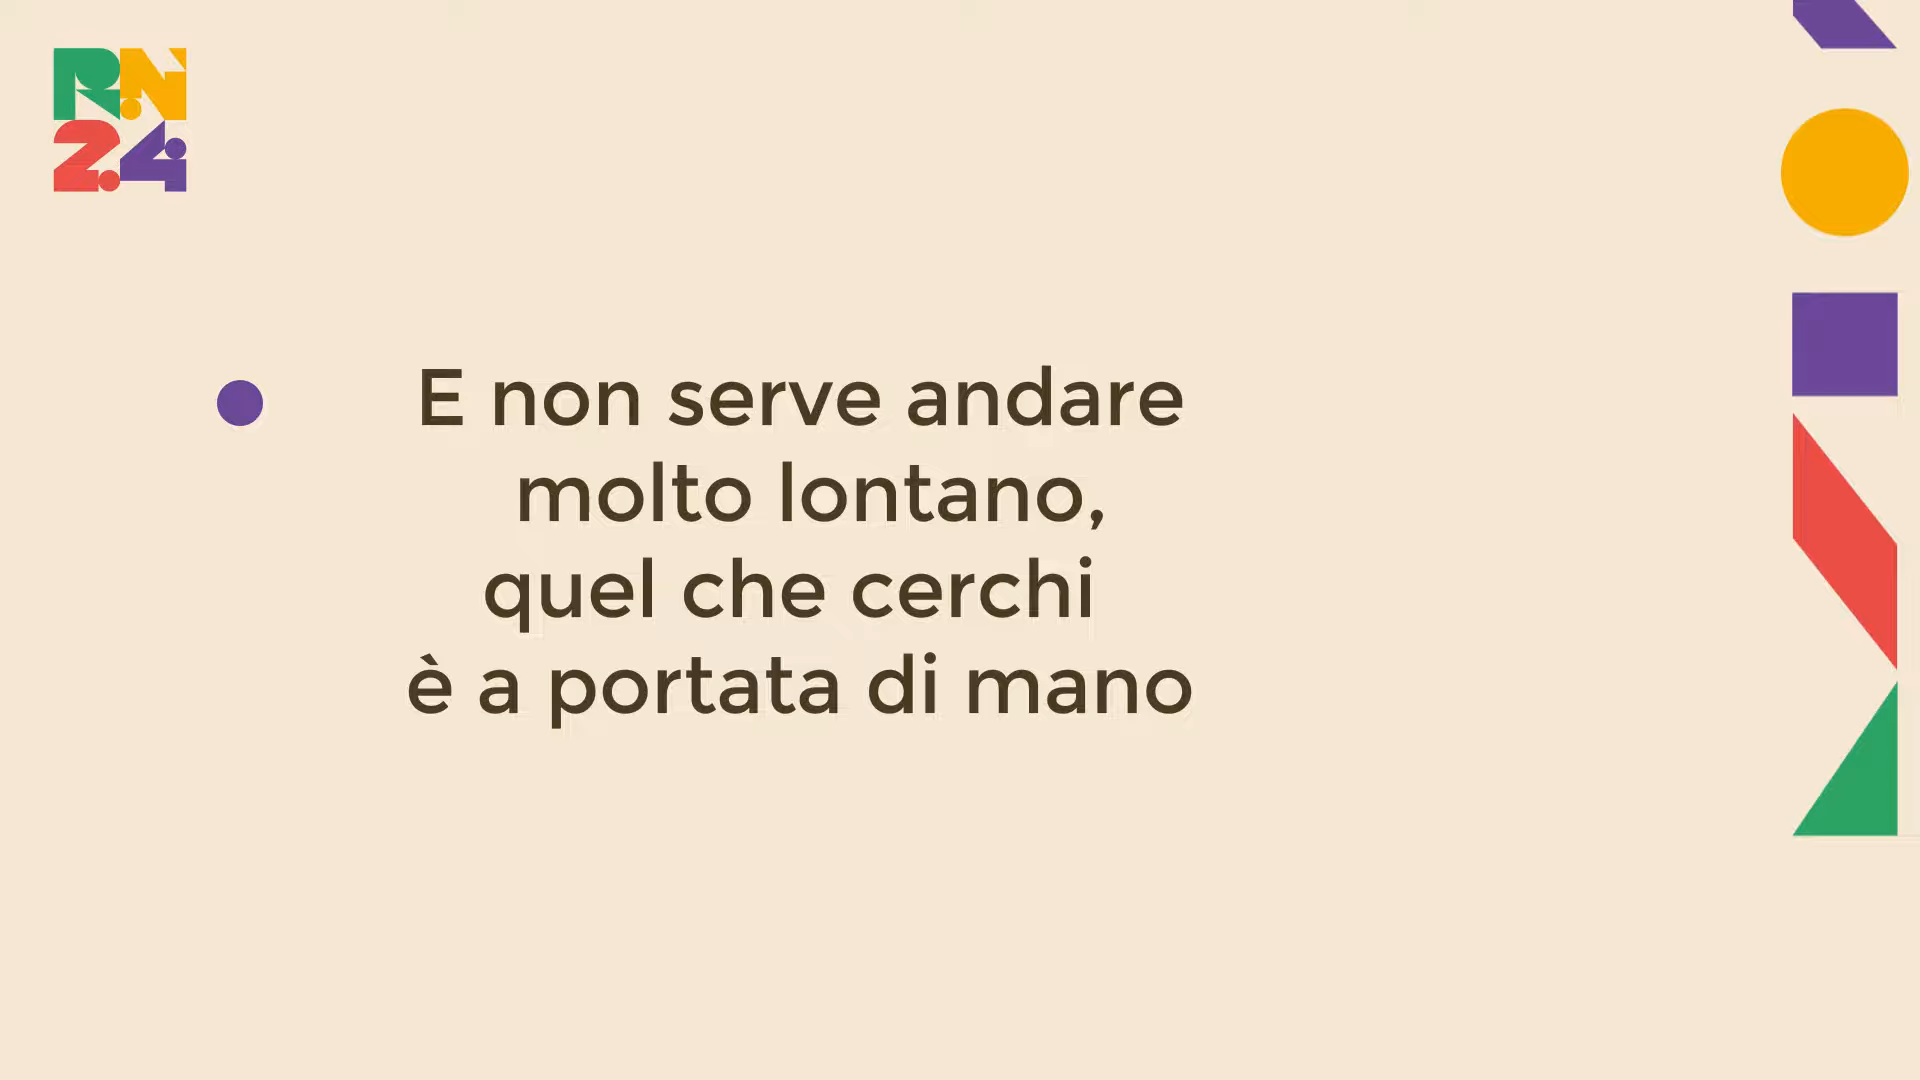 R.N
2.4
E non serve andare
molto lontano,
quel che cerchi
è a portata di mano